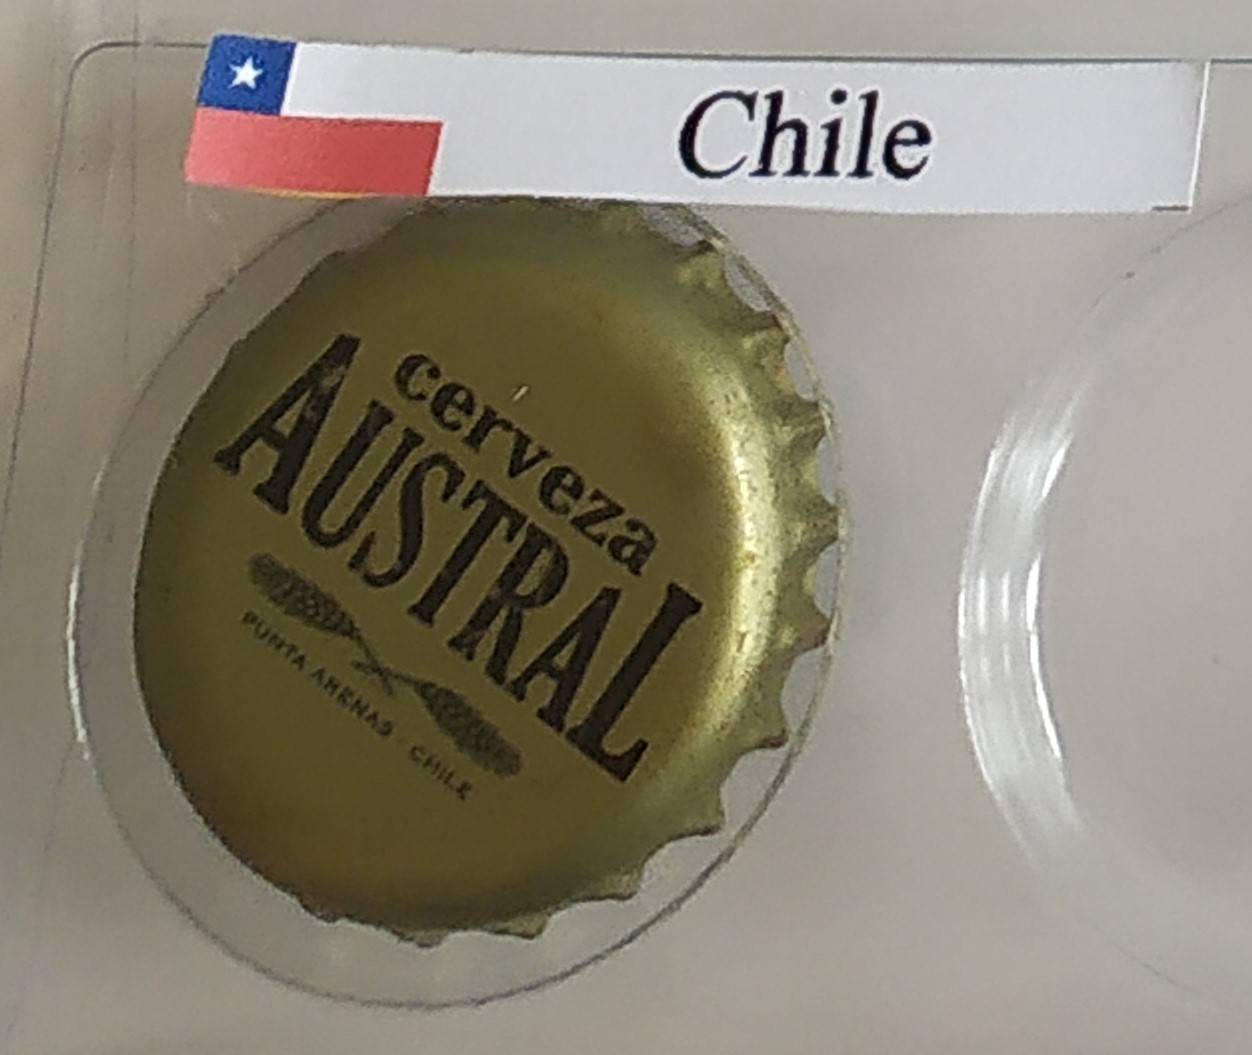 Chile
cerveza
AUSTRAL
PUNTA ARENAS - CHILE